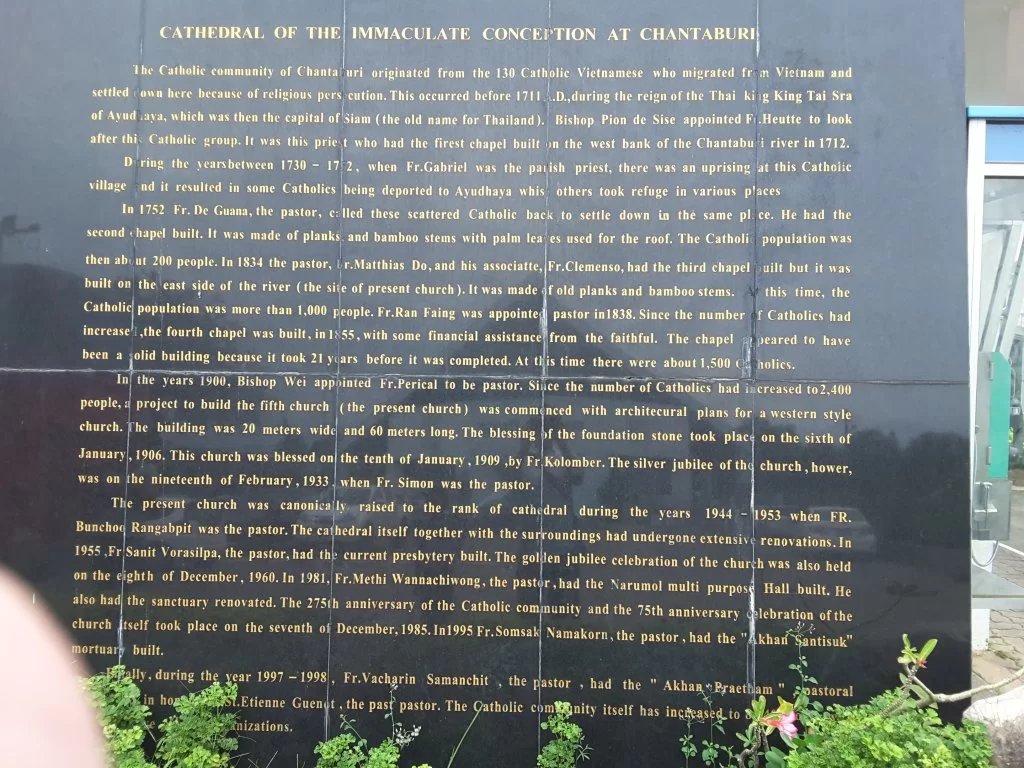 CATHEDRAL OF THE IMMACULATE CONCEPTION AT CHANTABURI
The Catholic community of Chantaburi originated from the 130 Catholic Vietnamese who migrated from Vietnam and
settled down here because of religious persecution. This occurred before 1711 A.D., during the reign of the Thai king King Tai Sra
of Ayudhaya, which was then the capital of Siam (the old name for Thailand). Bishop Pion de Sise appointed Fr.Heutte to look
after this Catholic group. It was this priest who had the firest chapel built on the west bank of the Chantaburi river in 1712.
During the yearsbetween 1730 - 1752, when Fr.Gabriel was the parish priest, there was an uprising at this Catholic
village and it resulted in some Catholics being deported to Ayudhaya whist others took refuge in various places
In 1752 Fr. De Guana, the pastor, called these scattered Catholic back to settle down in the same place. He had the
second chapel built. It was made of planks and bamboo stems with palm leaves used for the roof. The Catholic population was
then about 200 people. In 1834 the pastor, Fr.Matthias Do, and his associatte, Fr.Clemenso, had the third chapel built but it was
built on the east side of the river (the site of present church). It was made of old planks and bamboo stems. this time, the
Catholic population was more than 1,000 people. Fr.Ran Faing was appointed pastor in1838. Since the number of Catholics had
increased ,the fourth chapel was built, in 1855, with some financial assistance from the faithful. The chapel appeared to have
been a solid building because it took 21 years before it was completed. At this time there were about 1,500 Catholics.
In the years 1900, Bishop Wei appointed Fr.Perical to be pastor. Since the number of Catholics had increased to 2,400
people, a project to build the fifth church (the present church) was commenced with architecural plans for a western style
church. The building was 20 meters wide and 60 meters long. The blessing of the foundation stone took place on the sixth of
January, 1906. This church was blessed on the tenth of January, 1909 ,by Fr.Kolomber. The silver jubilee of the church, hower,
was on the nineteenth of February, 1933, when Fr. Simon was the pastor.
The present church was canonically raised to the rank of cathedral during the years 1944 - 1953 when FR.
Bunchoo Rangabpit was the pastor. The cathedral itself together with the surroundings had undergone extensive renovations. In
1955 ,Fr.Sanit Vorasilpa, the pastor, had the current presbytery built. The golden jubilee celebration of the church was also held
on the eighth of December, 1960. In 1981, Fr.Methi Wannachiwong, the pastor, had the Narumol multi purpose Hall built. He
also had the sanctuary renovated. The 275th anniversary of the Catholic community and the 75th anniversary celebration of the
church itself took place on the seventh of December, 1985. In1995 Fr.Somsak Namakorn, the pastor, had the "Akhan Santisuk"
mortuary built.
Finally, during the year 1997 - 1998, Fr.Vacharin Samanchit , the pastor , had the " Akhan Praetham " pastoral
in St.Etienne Guenot, the past pastor. The Catholic community itself has increased to